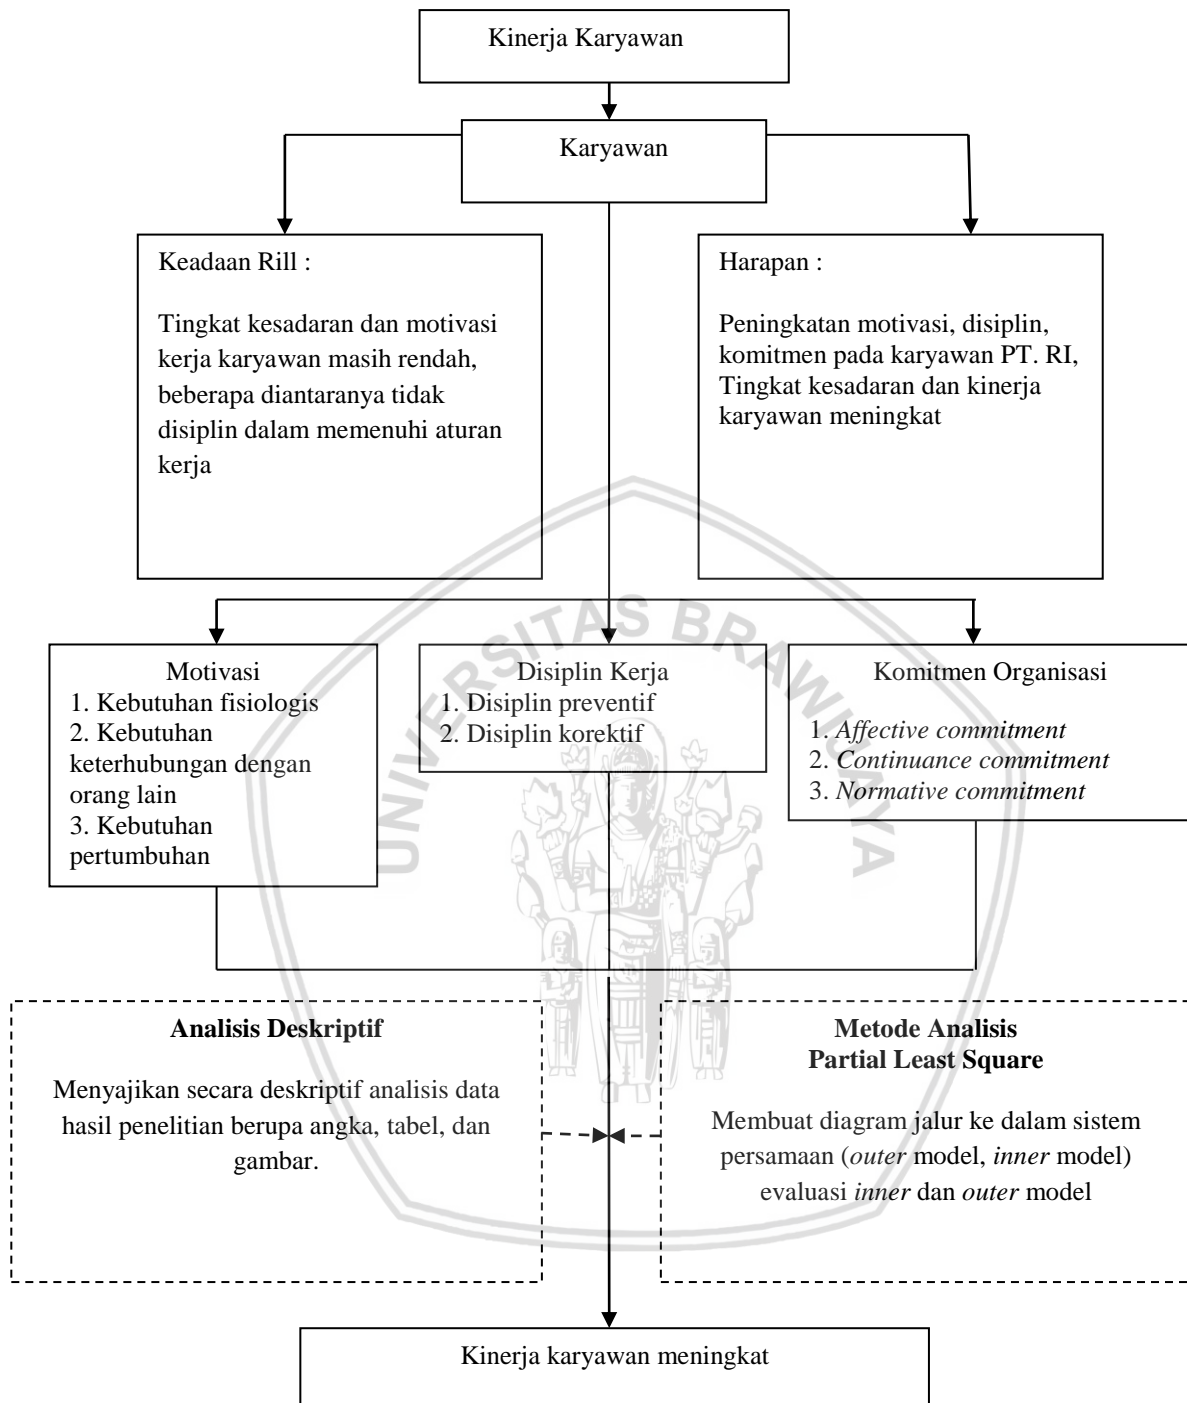 Kinerja Karyawan
Karyawan
Keadaan Rill :
Tingkat kesadaran dan motivasi
kerja karyawan masih rendah,
beberapa diantaranya tidak
disiplin dalam memenuhi aturan
kerja
Harapan :
Peningkatan motivasi, disiplin,
komitmen pada karyawan PT. RI,
Tingkat kesadaran dan kinerja
karyawan meningkat
UNIVERSITAS BRAWIJAYA
Motivasi
1. Kebutuhan fisiologis
2. Kebutuhan
keterhubungan dengan
orang lain
3. Kebutuhan
pertumbuhan
Disiplin Kerja
1. Disiplin preventif
2. Disiplin korektif
Komitmen Organisasi
1. Affective commitment
2. Continuance commitment
3. Normative commitment
Analisis Deskriptif
Menyajikan secara deskriptif analisis data
hasil penelitian berupa angka, tabel, dan
gambar.
Metode Analisis
Partial Least Square
Membuat diagram jalur ke dalam sistem
persamaan (outer model, inner model)
evaluasi inner dan outer model
Kinerja karyawan meningkat